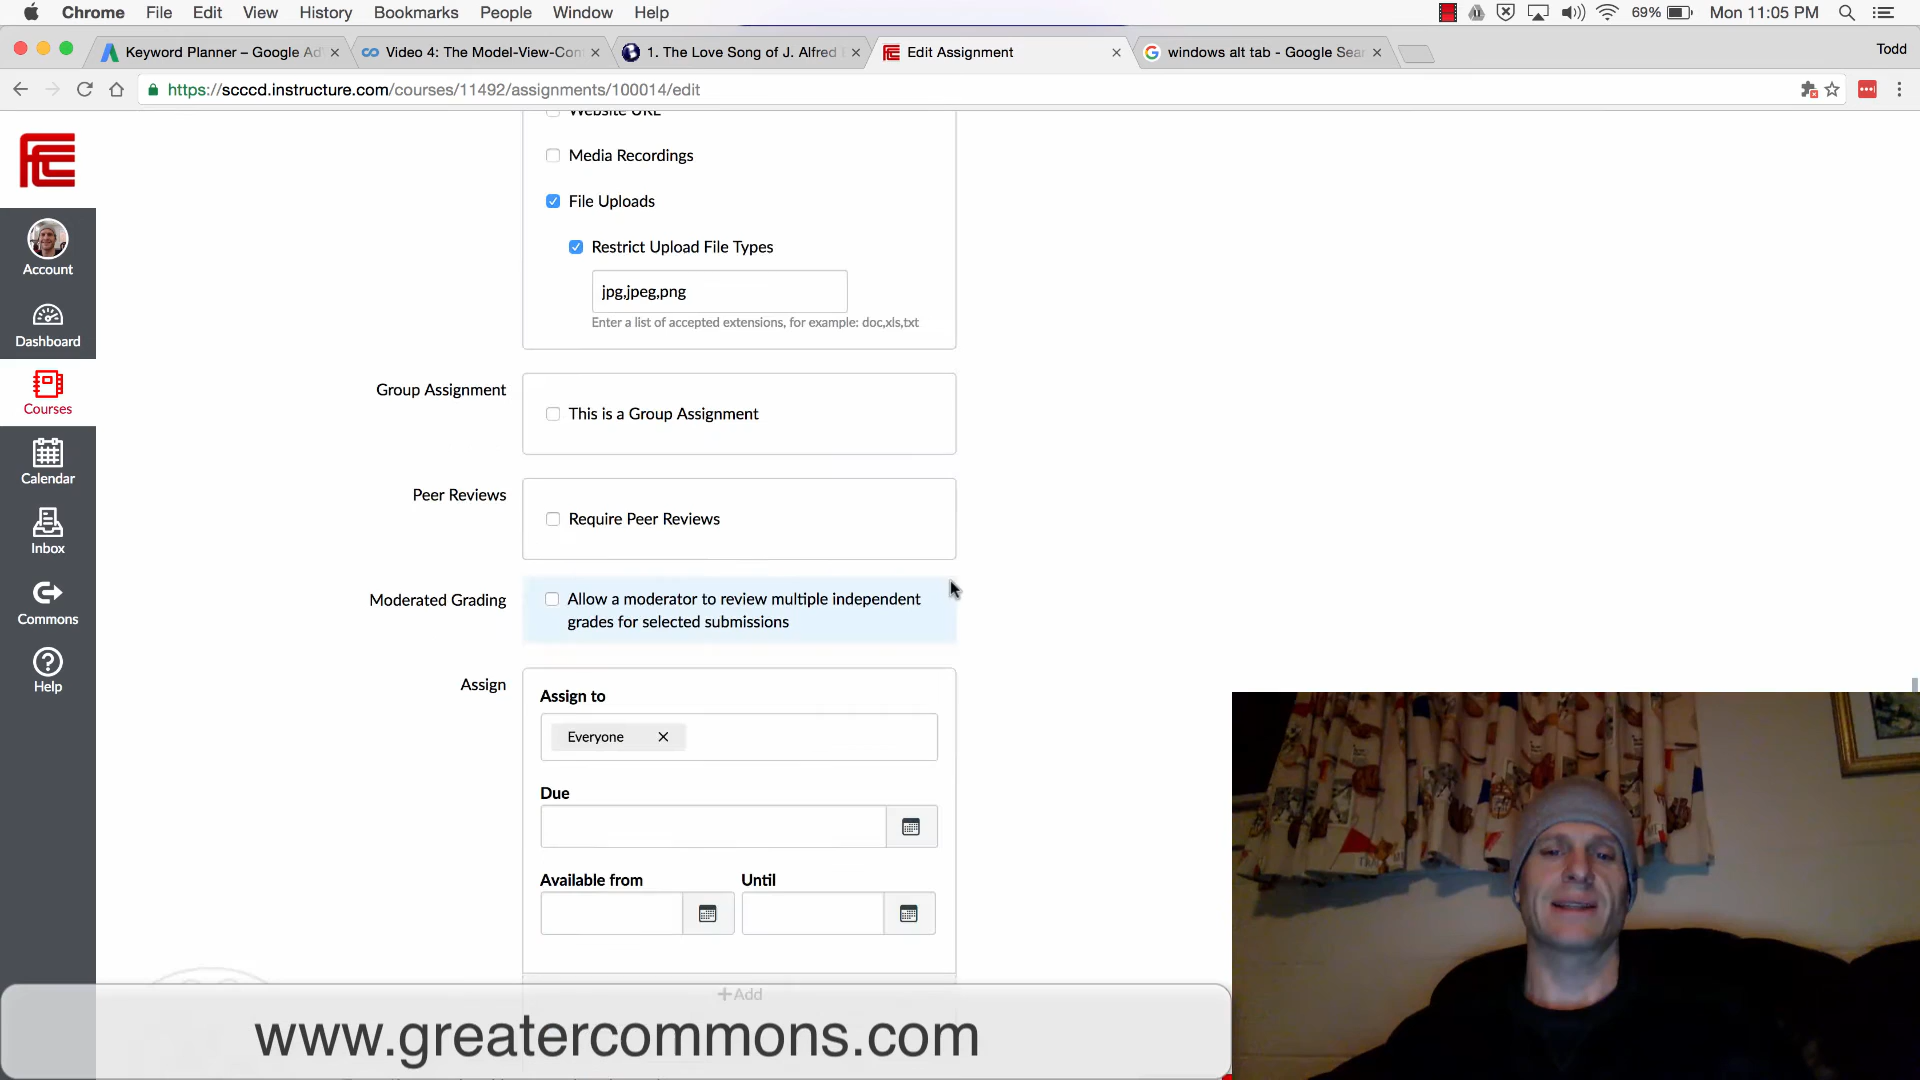 Chrome File Edit View History Bookmarks People Window Help 69% Mon 11:05 PM
Keyword Planner – Google Ad Video 4: The Model-View-Con 1. The Love Song of J. Alfred Edit Assignment windows alt tab - Google Sea Todd
https://scccd.instructure.com/courses/11492/assignments/100014/edit
Website URL
Media Recordings
File Uploads
Restrict Upload File Types
jpg,jpeg,png
Enter a list of accepted extensions, for example: doc,xls,txt
Account
Dashboard
Courses
Calendar
Inbox
Commons
Help
Group Assignment
This is a Group Assignment
Peer Reviews
Require Peer Reviews
Moderated Grading
Allow a moderator to review multiple independent
grades for selected submissions
Assign
Assign to
Everyone
Due
Available from Until
+Add
www.greatercommons.com